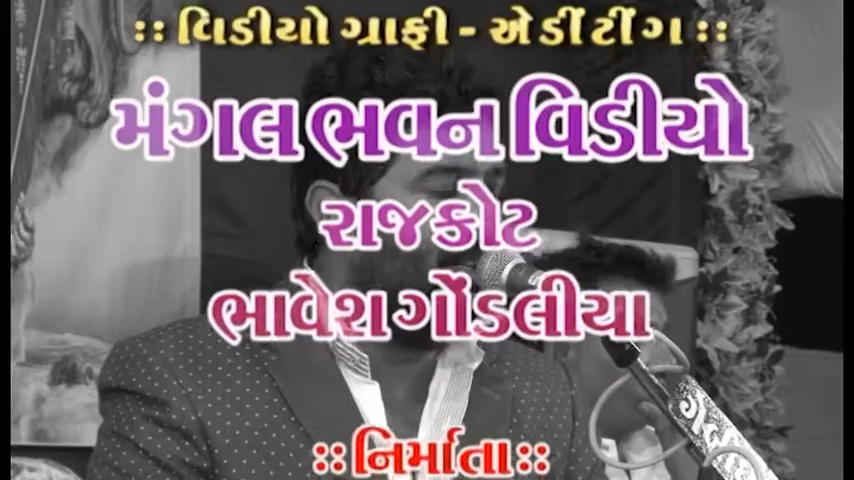 :: વિડીયો ગ્રાફી - એડીંટીંગ ::
મંગલ ભવન વિડીયો
રાજકોટ
ભાવેશ ગોંડલીયા
:: નિર્માતા ::